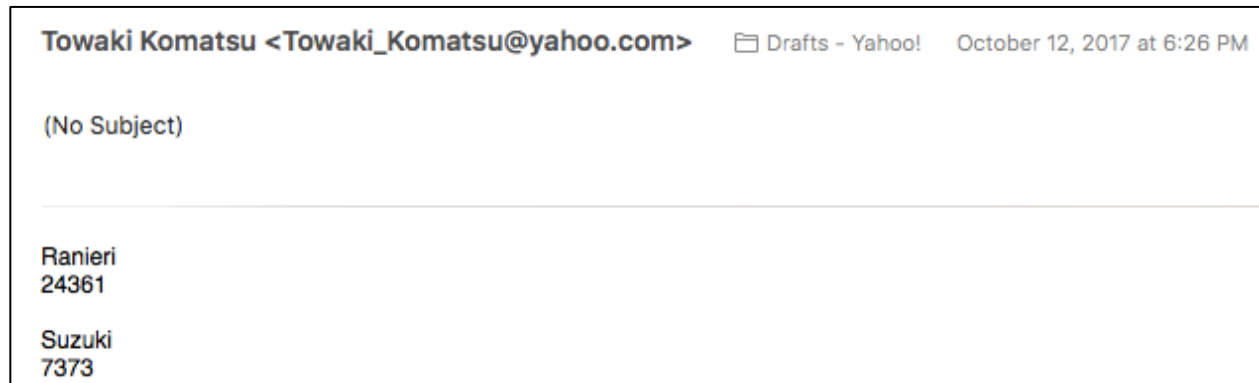 Towaki Komatsu <Towaki_Komatsu@yahoo.com> Drafts - Yahoo! October 12, 2017 at 6:26 PM
(No Subject)
Ranieri
24361
Suzuki
7373